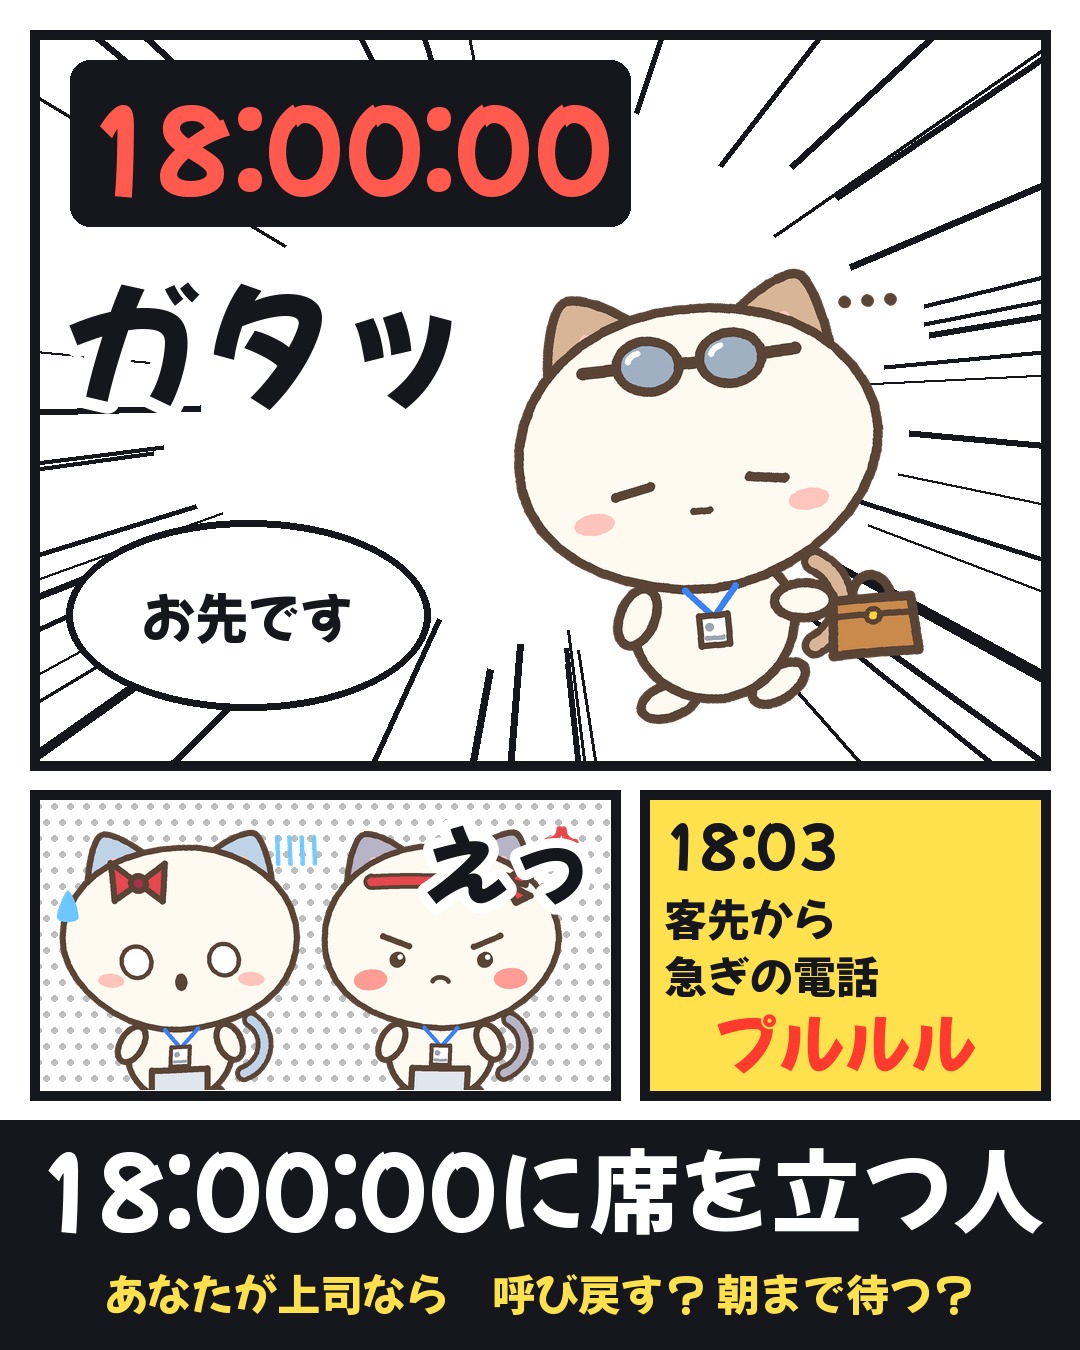 18:00:00
ガタッ
お先です
えっ
18:03
客先から
急ぎの電話
プルルル
18:00:00に席を立つ人
あなたが上司なら　呼び戻す？朝まで待つ？